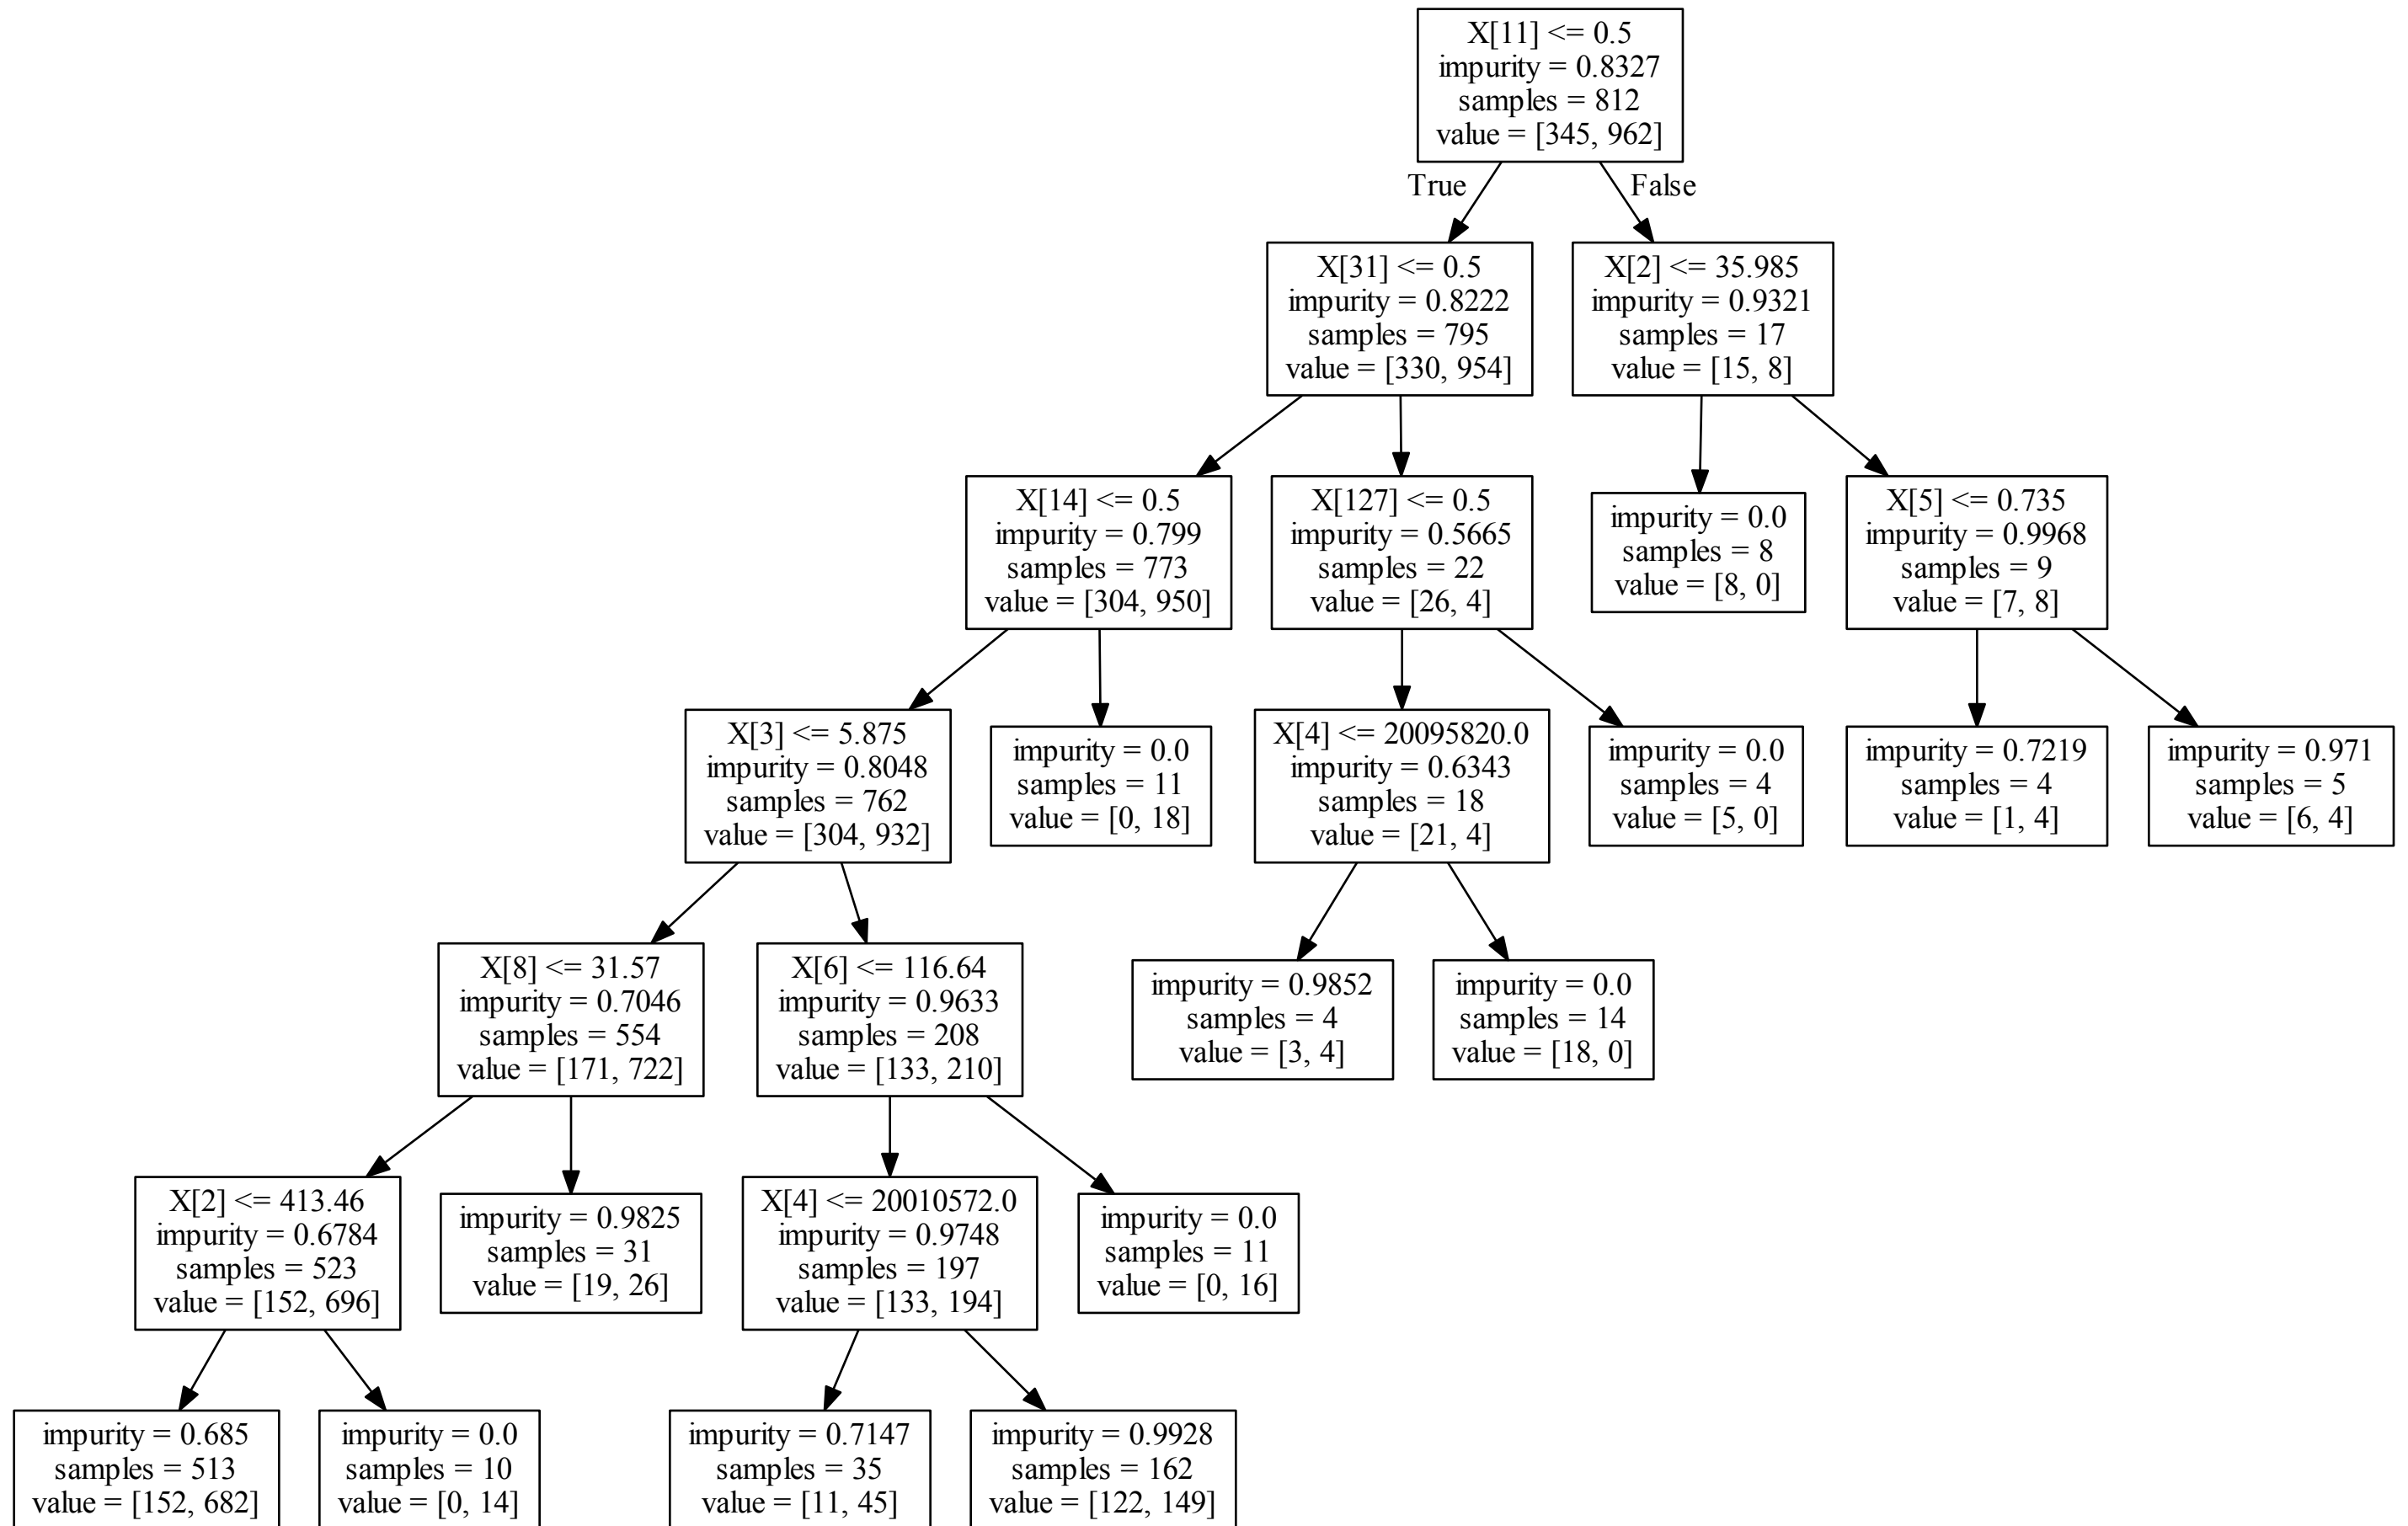 X[11] <= 0.5
impurity = 0.8327
samples = 812
value = [345, 962]
True
False
X[31] <= 0.5
impurity = 0.8222
samples = 795
value = [330, 954]
X[2] <= 35.985
impurity = 0.9321
samples = 17
value = [15, 8]
X[14] <= 0.5
impurity = 0.799
samples = 773
value = [304, 950]
X[127] <= 0.5
impurity = 0.5665
samples = 22
value = [26, 4]
impurity = 0.0
samples = 8
value = [8, 0]
X[5] <= 0.735
impurity = 0.9968
samples = 9
value = [7, 8]
X[3] <= 5.875
impurity = 0.8048
samples = 762
value = [304, 932]
impurity = 0.0
samples = 11
value = [0, 18]
X[4] <= 20095820.0
impurity = 0.6343
samples = 18
value = [21, 4]
impurity = 0.0
samples = 4
value = [5, 0]
impurity = 0.7219
samples = 4
value = [1, 4]
impurity = 0.971
samples = 5
value = [6, 4]
X[8] <= 31.57
impurity = 0.7046
samples = 554
value = [171, 722]
X[6] <= 116.64
impurity = 0.9633
samples = 208
value = [133, 210]
impurity = 0.9852
samples = 4
value = [3, 4]
impurity = 0.0
samples = 14
value = [18, 0]
X[2] <= 413.46
impurity = 0.6784
samples = 523
value = [152, 696]
impurity = 0.9825
samples = 31
value = [19, 26]
X[4] <= 20010572.0
impurity = 0.9748
samples = 197
value = [133, 194]
impurity = 0.0
samples = 11
value = [0, 16]
impurity = 0.685
samples = 513
value = [152, 682]
impurity = 0.0
samples = 10
value = [0, 14]
impurity = 0.7147
samples = 35
value = [11, 45]
impurity = 0.9928
samples = 162
value = [122, 149]